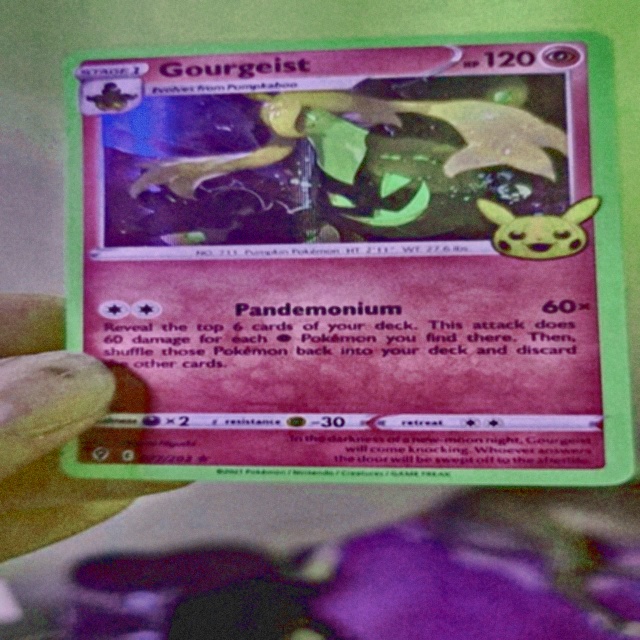 STAGE 1 Gourgeist HP 120
Evolves from Pumpkaboo
NO. 711 Pumpkin Pokémon HT: 2'11" WT: 27.6 lbs.
Pandemonium 60×
Reveal the top 6 cards of your deck. This attack does
60 damage for each Pokémon you find there. Then,
shuffle those Pokémon back into your deck and discard
the other cards.
×2 resistance -30 retreat
In the darkness of a new-moon night, Gourgeist
will come knocking. Whoever answers
the door will be swept off to the afterlife.
/202
©2021 Pokémon / Nintendo / Creatures / GAME FREAK